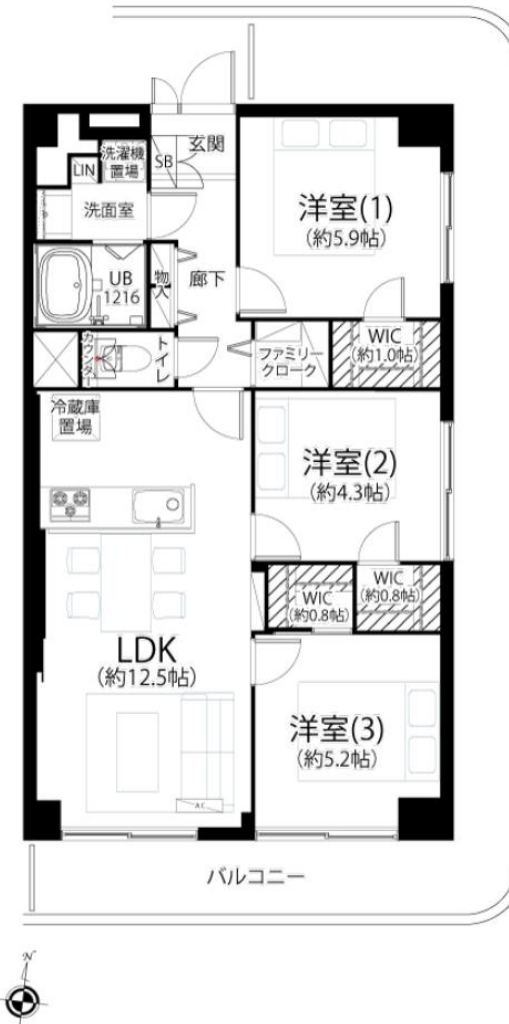 玄関
洗濯機
置場
SB
LIN
洗面室
洋室(1)
(約5.9帖)
UB
1216
物入
廊下
WIC
(約1.0帖)
ファミリー
クローク
トイレ
カウンター
冷蔵庫
置場
洋室(2)
(約4.3帖)
WIC
(約0.8帖)
WIC
(約0.8帖)
LDK
(約12.5帖)
洋室(3)
(約5.2帖)
AC
バルコニー
N